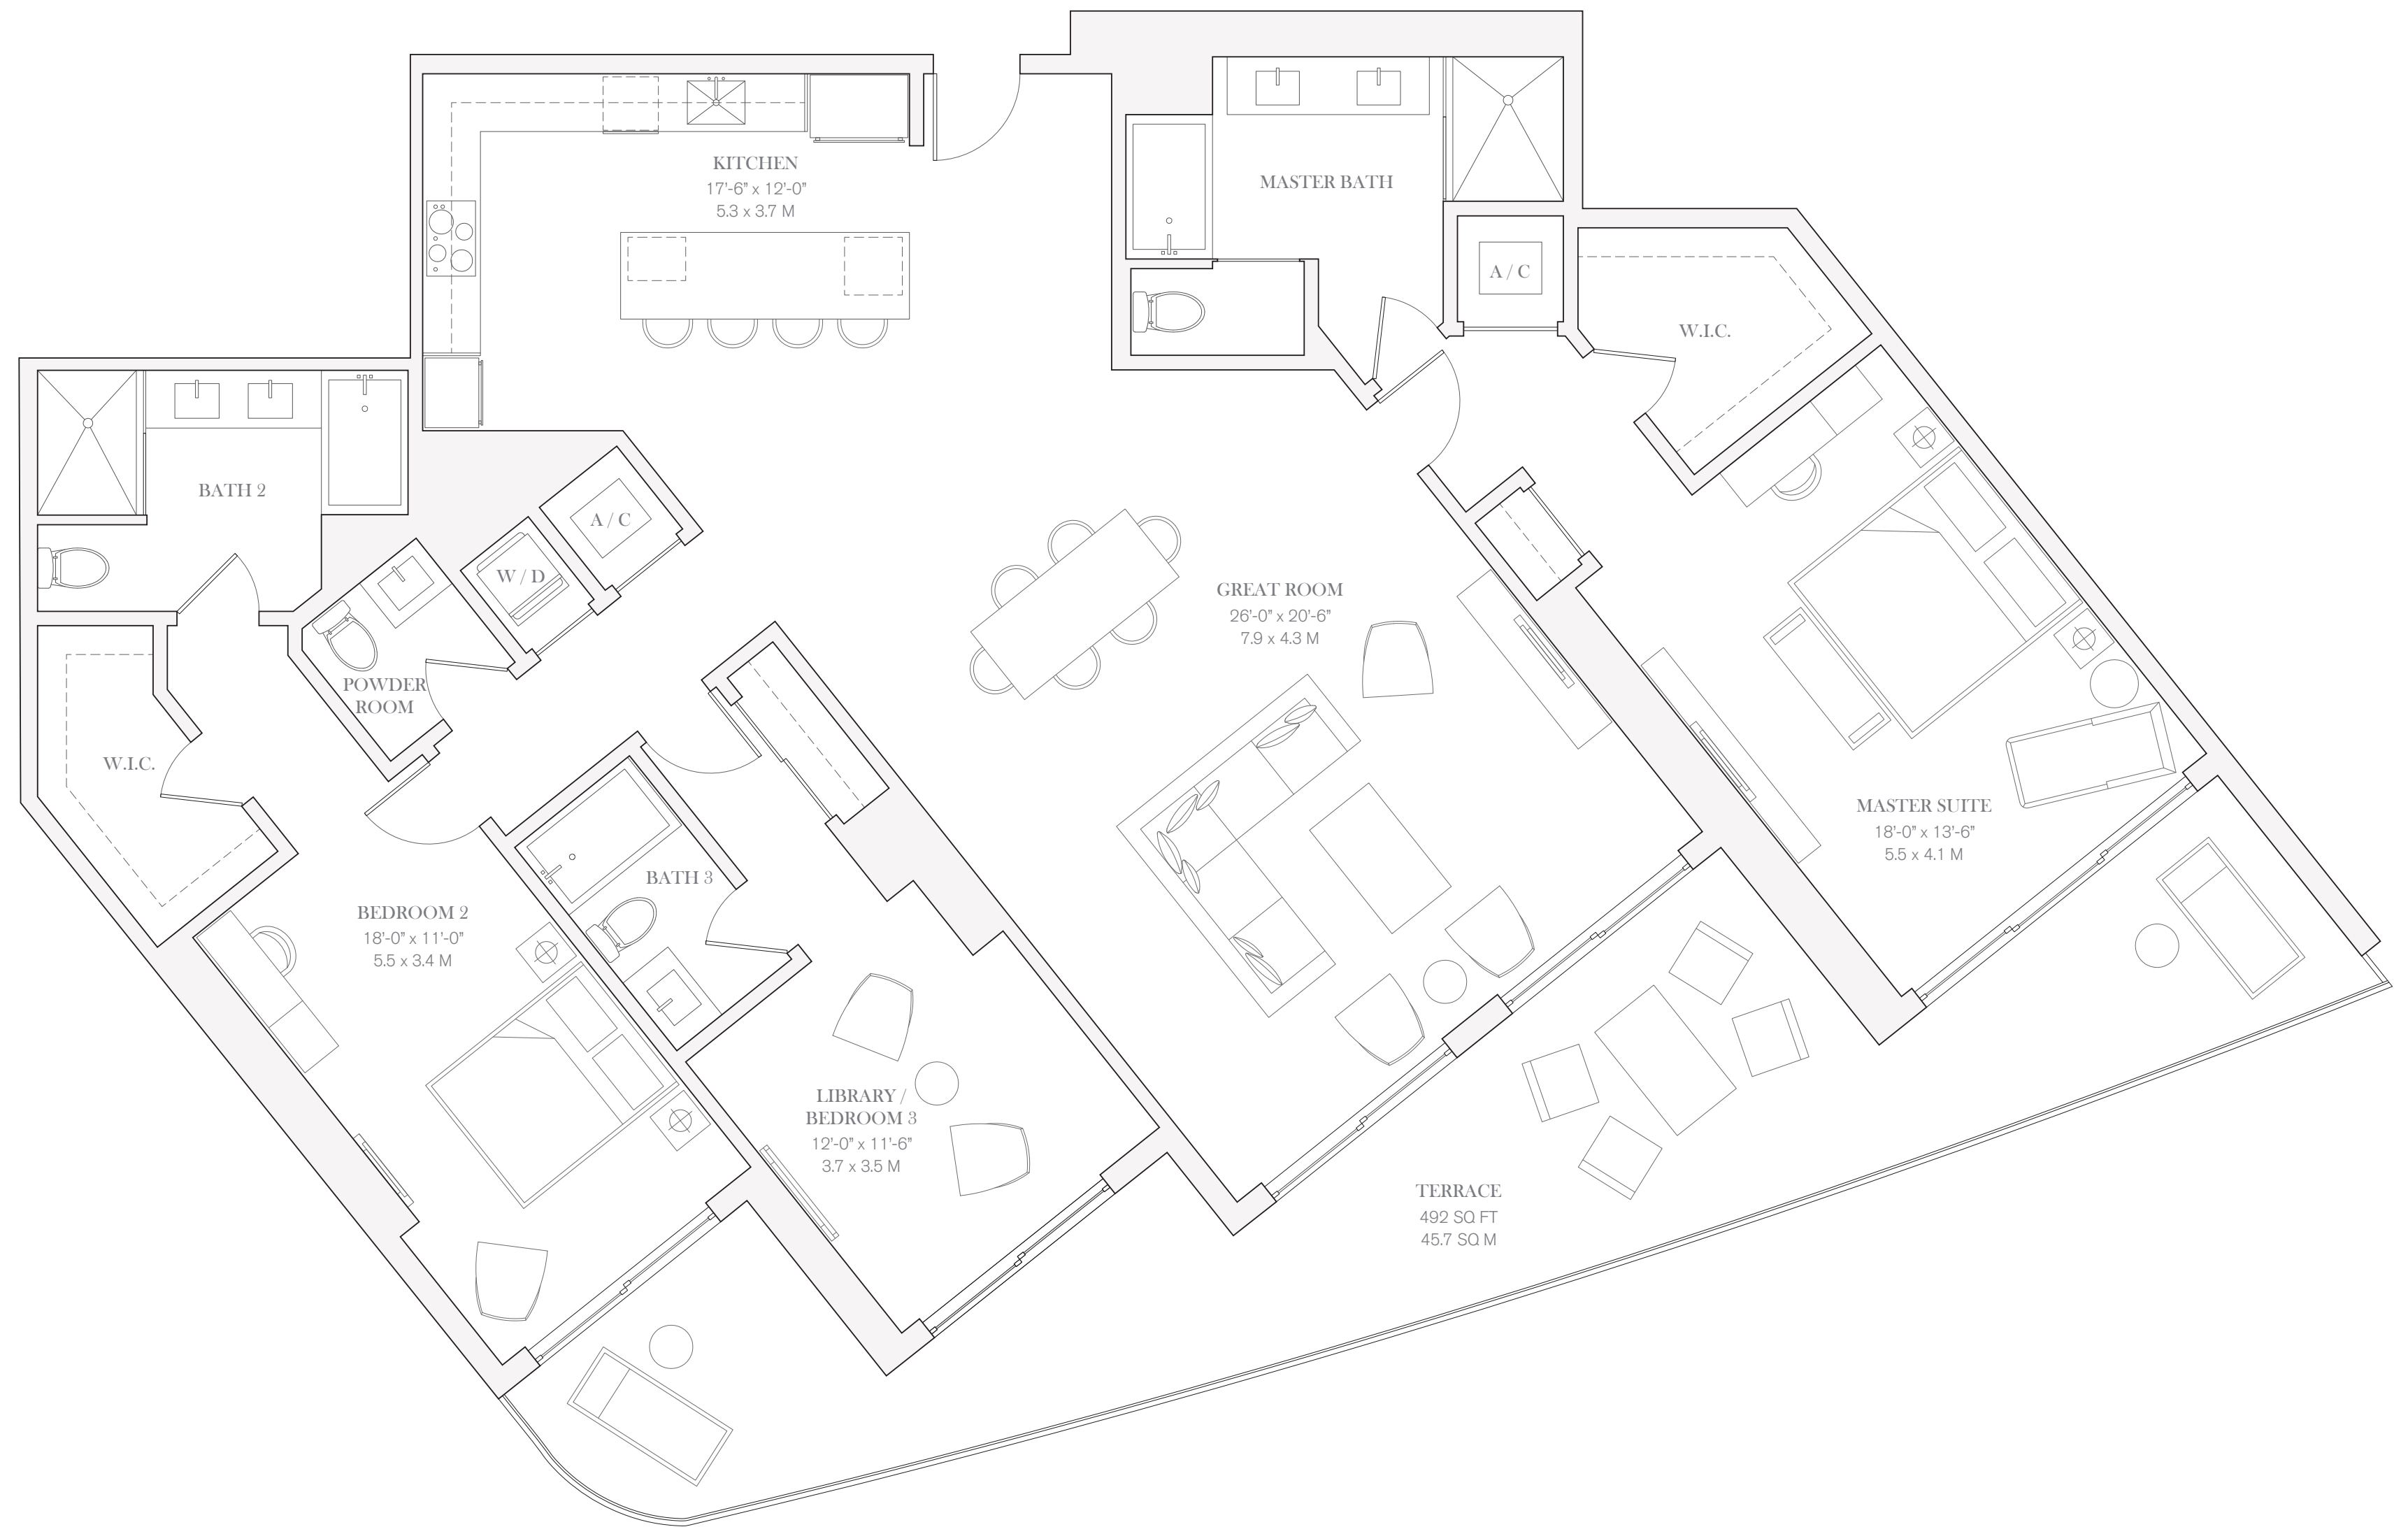 KITCHEN
17'-6" x 12'-0"
5.3 x 3.7 M
MASTER BATH
A / C
W.I.C.
BATH 2
A / C
W / D
POWDER
ROOM
W.I.C.
GREAT ROOM
26'-0" x 20'-6"
7.9 x 4.3 M
MASTER SUITE
18'-0" x 13'-6"
5.5 x 4.1 M
BATH 3
BEDROOM 2
18'-0" x 11'-0"
5.5 x 3.4 M
LIBRARY /
BEDROOM 3
12'-0" x 11'-6"
3.7 x 3.5 M
TERRACE
492 SQ FT
45.7 SQ M